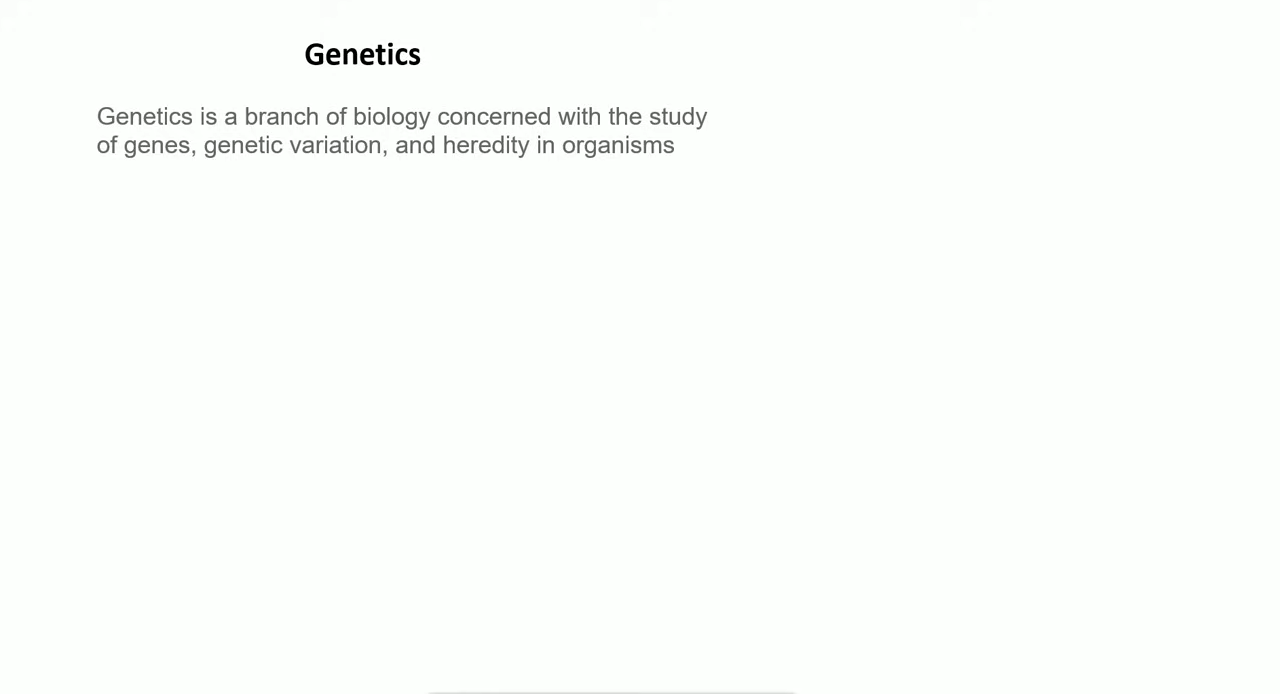 Genetics
Genetics is a branch of biology concerned with the study
of genes, genetic variation, and heredity in organisms